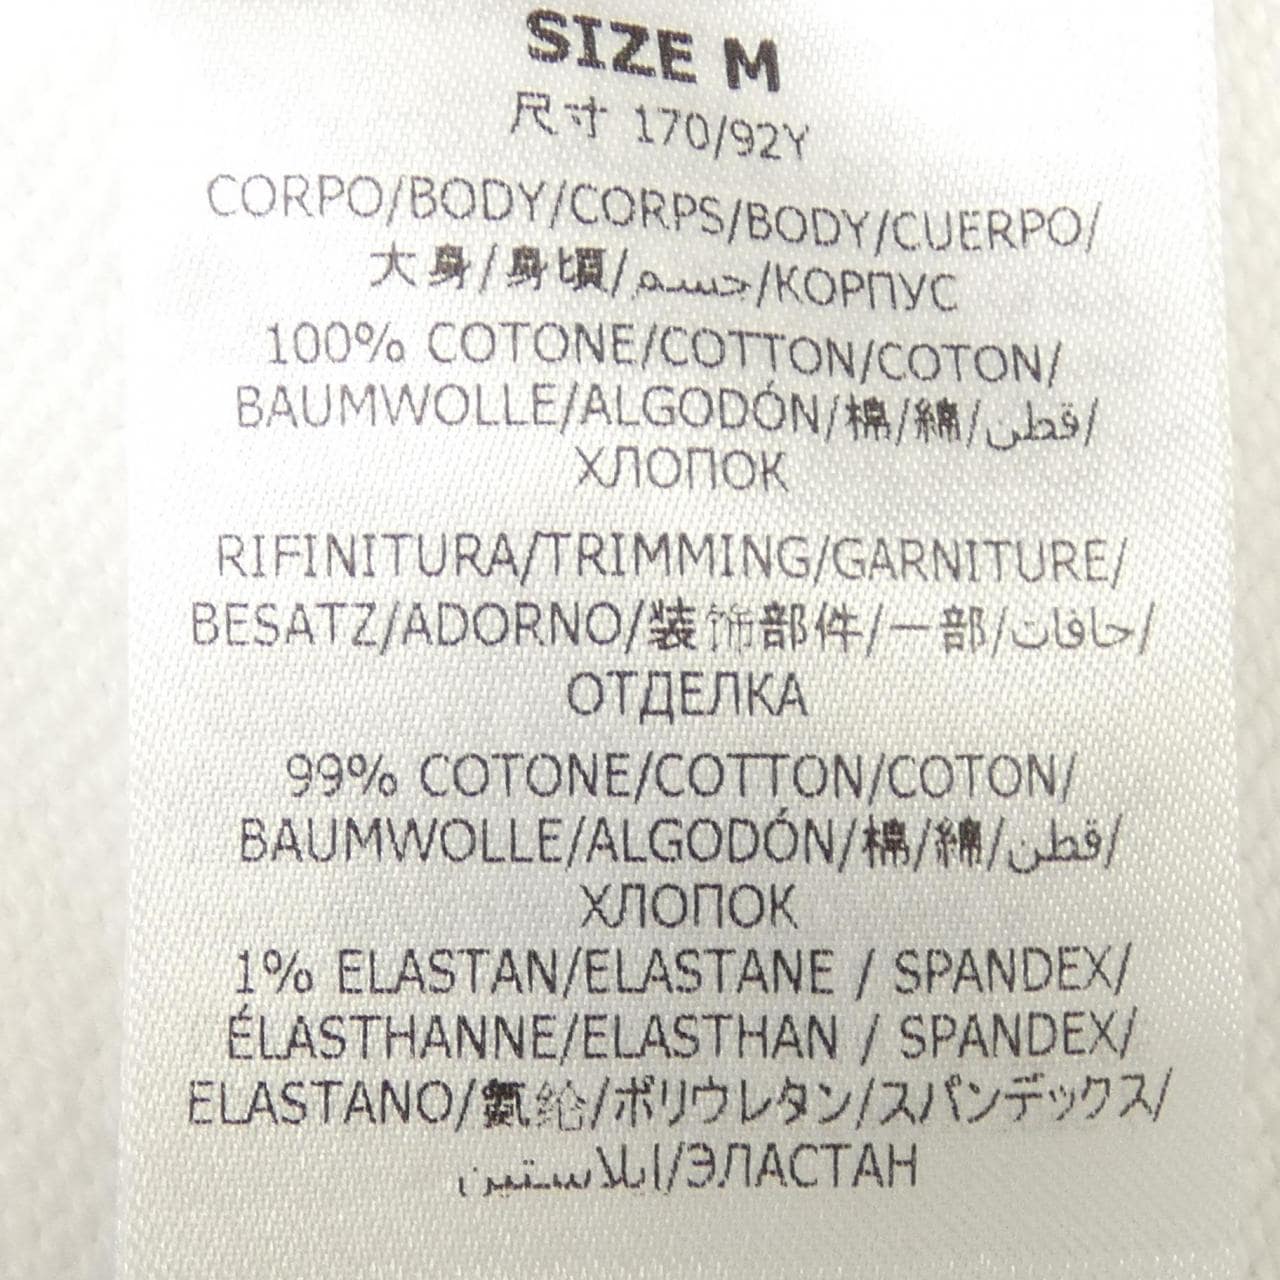 SIZE M
尺寸 170/92Y
CORPO/BODY/CORPS/BODY/CUERPO/
大身/身頃/جسم/КОРПУС
100% COTONE/COTTON/COTON/
BAUMWOLLE/ALGODÓN/棉/綿/قطن/
ХЛОПОК
RIFINITURA/TRIMMING/GARNITURE/
BESATZ/ADORNO/装饰部件/一部/حافات/
ОТДЕЛКА
99% COTONE/COTTON/COTON/
BAUMWOLLE/ALGODÓN/棉/綿/قطن/
ХЛОПОК
1% ELASTAN/ELASTANE / SPANDEX/
ÉLASTHANNE/ELASTHAN / SPANDEX/
ELASTANO/氨纶/ポリウレタン/スパンデックス/
ايلاستين/ЭЛАСТАН